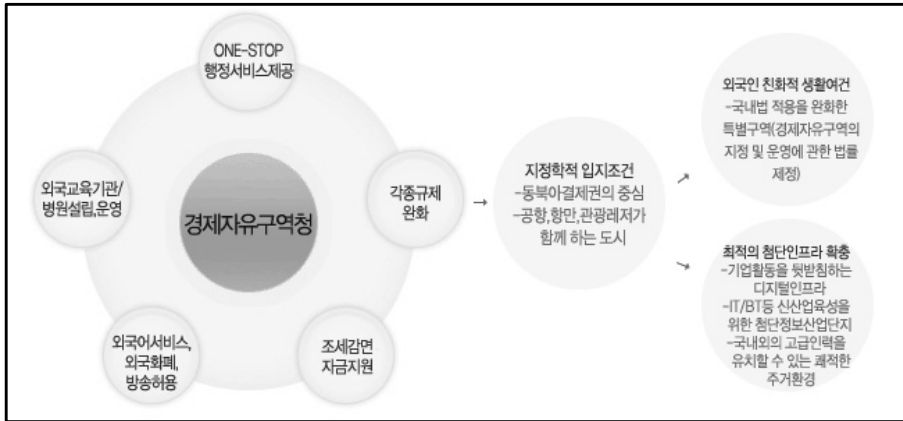 ONE-STOP
행정서비스제공
외국교육기관/
병원설립,운영
경제자유구역청
각종규제
완화
외국어서비스,
외국화폐,
방송허용
조세감면
자금지원
→
지정학적 입지조건
-동북아결제권의 중심
-공항,항만,관광레저가
함께 하는 도시
↗
외국인 친화적 생활여건
-국내법 적용을 완화한
특별구역(경제자유구역의
지정 및 운영에 관한 법률
제정)
↘
최적의 첨단인프라 확충
-기업활동을 뒷받침하는
디지털인프라
-IT/BT등 신산업육성을
위한 첨단정보산업단지
-국내외의 고급인력을
유치할 수 있는 쾌적한
주거환경